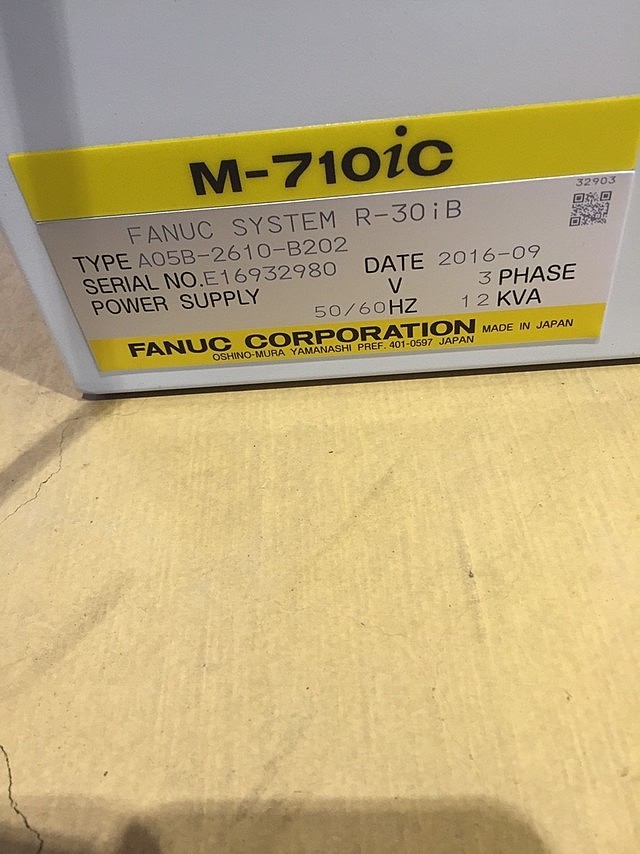 M-710iC
32903
FANUC SYSTEM R-30iB
TYPE A05B-2610-B202
SERIAL NO.E16932980 DATE 2016-09
POWER SUPPLY V 3 PHASE
50/60HZ 12 KVA
FANUC CORPORATION MADE IN JAPAN
OSHINO-MURA YAMANASHI PREF. 401-0597 JAPAN